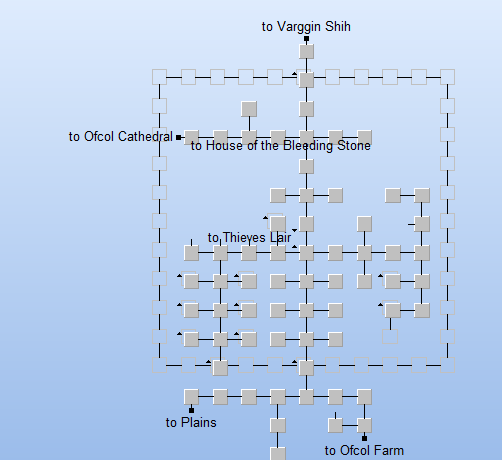 to Varggin Shih
to Ofcol Cathedral
to House of the Bleeding Stone
to Thieves Lair
to Plains
to Ofcol Farm